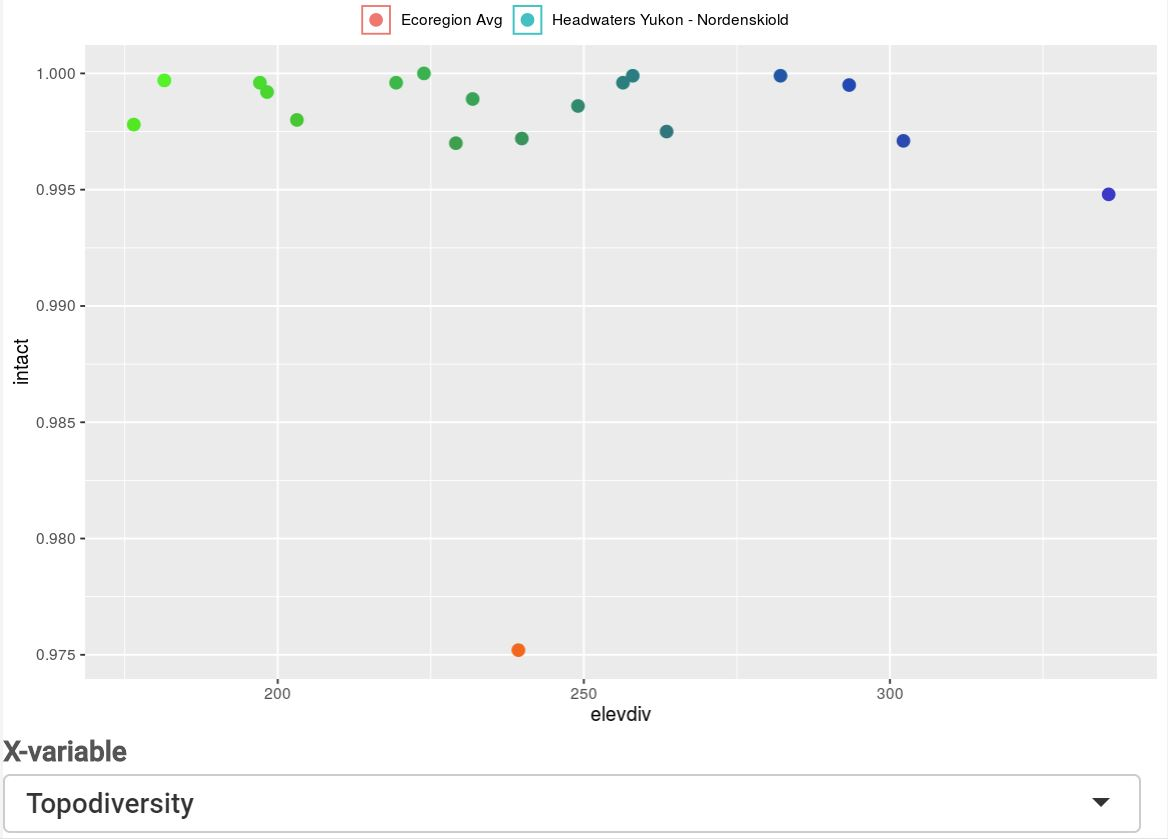 Ecoregion Avg Headwaters Yukon - Nordenskiold
1.000
0.995
0.990
0.985
0.980
0.975
intact
200 250 300
elevdiv
X-variable
Topodiversity